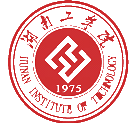 湖南工学院
HUNAN INSTITUTE OF TECHNOLOGY
1975